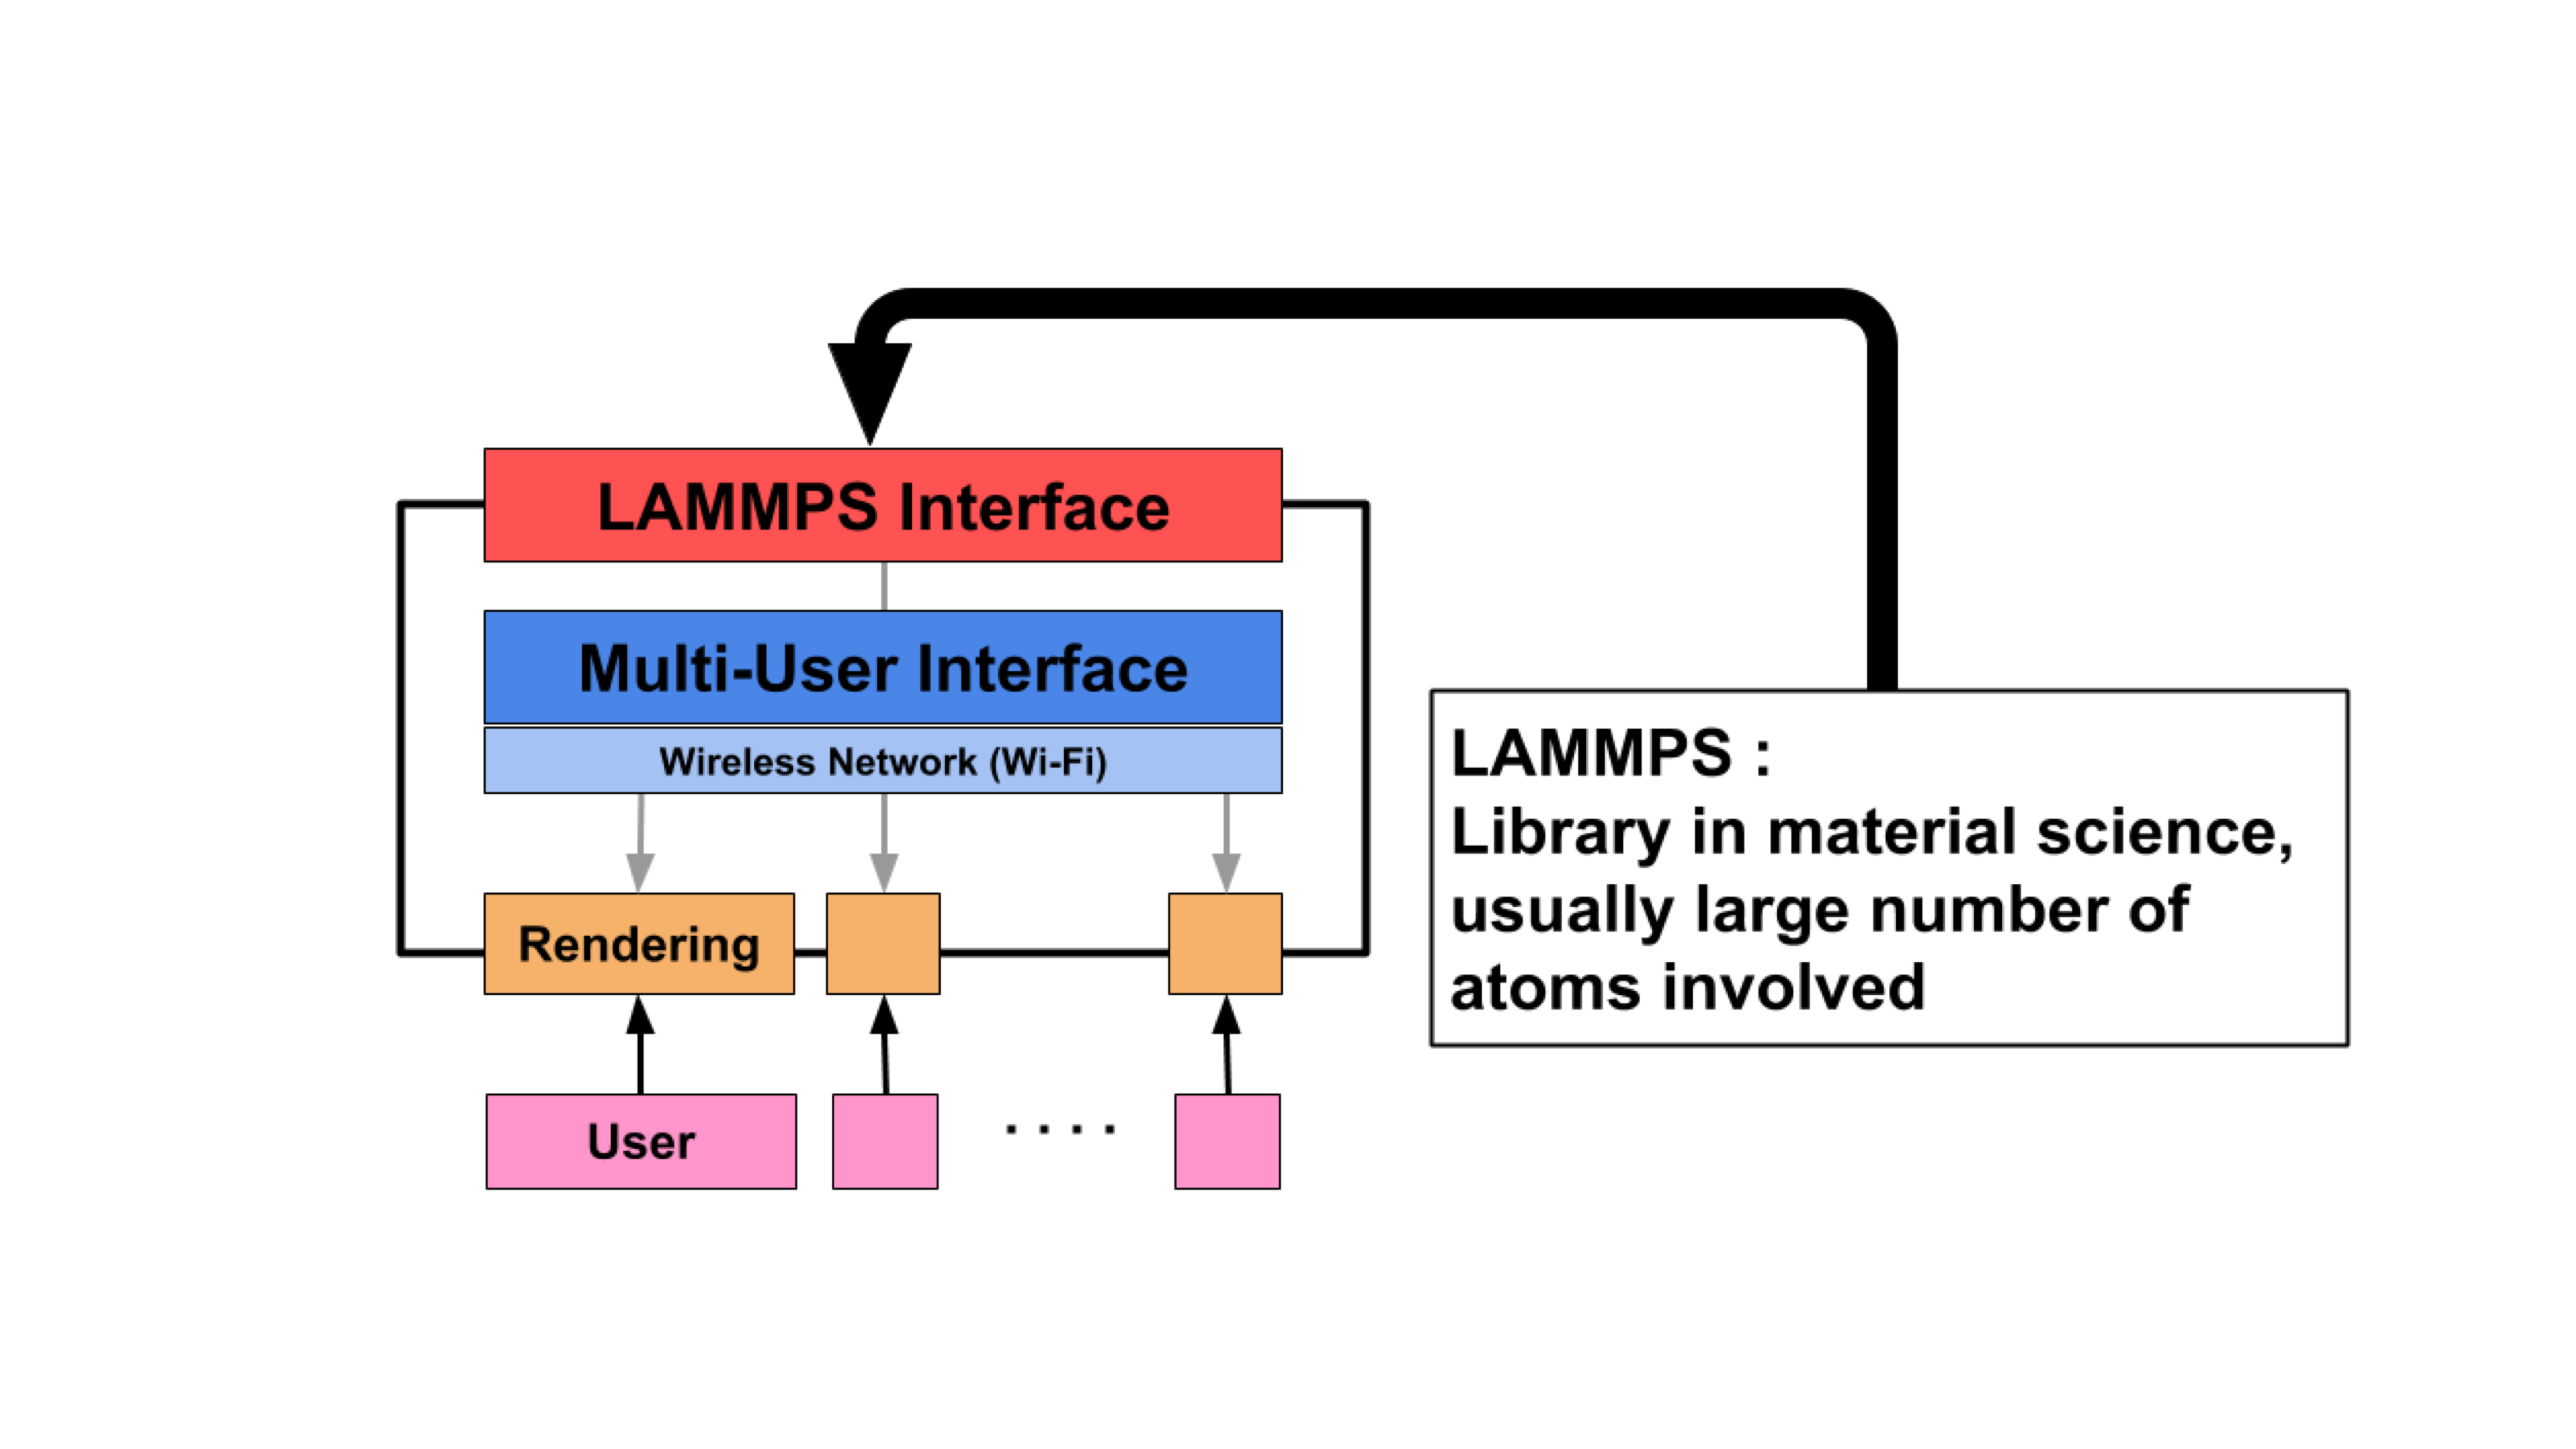 LAMMPS Interface
Multi-User Interface
Wireless Network (Wi-Fi)
Rendering
User
. . . .
LAMMPS :
Library in material science,
usually large number of
atoms involved